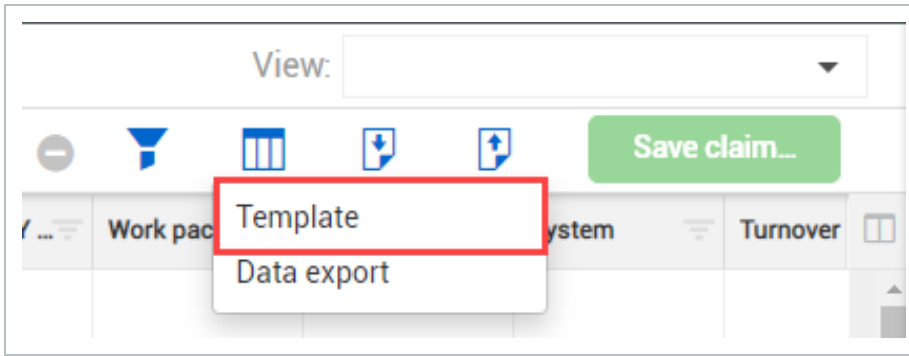 View:
Save claim...
Y ...
Work pac
Template
ystem
Turnover
Data export